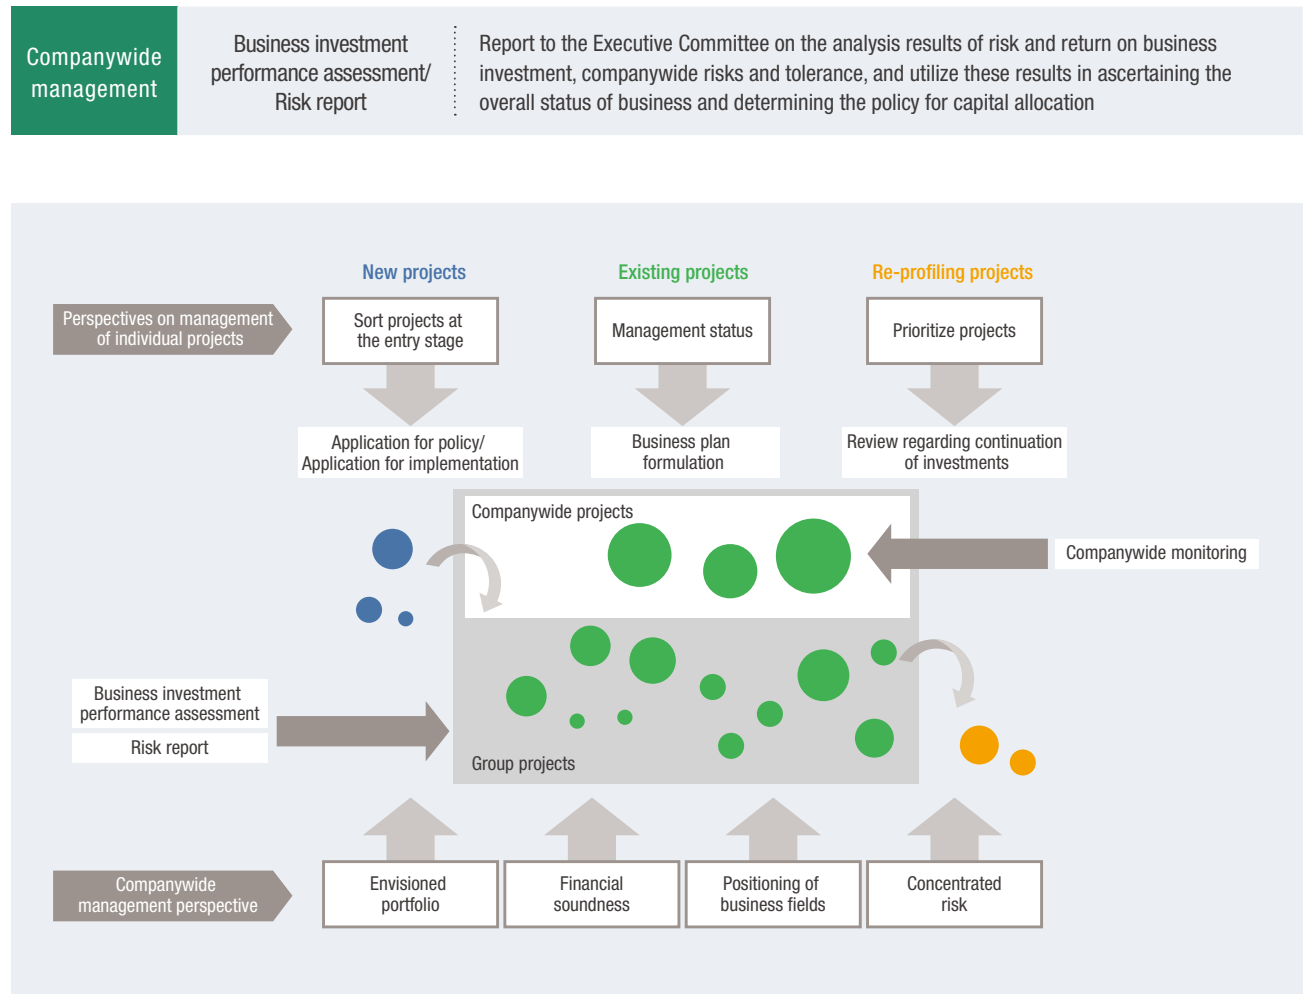 Companywide
management
Business investment
performance assessment/
Risk report
Report to the Executive Committee on the analysis results of risk and return on business
investment, companywide risks and tolerance, and utilize these results in ascertaining the
overall status of business and determining the policy for capital allocation
New projects
Existing projects
Re-profiling projects
Perspectives on management
of individual projects
Sort projects at
the entry stage
Management status
Prioritize projects
Application for policy/
Application for implementation
Business plan
formulation
Review regarding continuation
of investments
Companywide projects
Companywide monitoring
Business investment
performance assessment
Risk report
Group projects
Companywide
management perspective
Envisioned
portfolio
Financial
soundness
Positioning of
business fields
Concentrated
risk